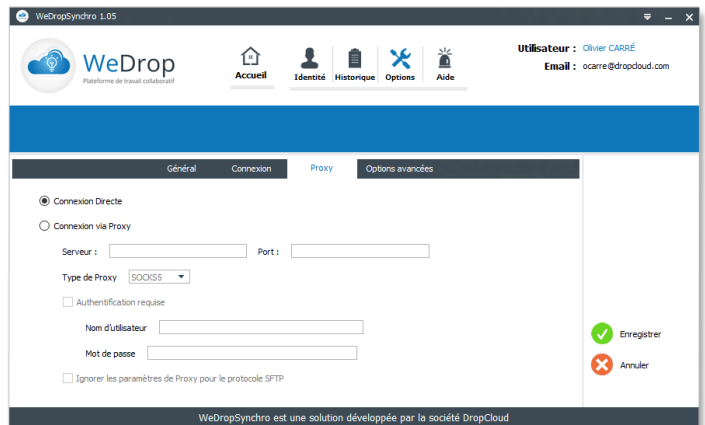 WeDropSynchro 1.05
WeDrop
Plateforme de travail collaboratif
Accueil
Identité Historique Options Aide
Utilisateur : Olivier CARRÉ
Email : ocarre@dropcloud.com
Général Connexion Proxy Options avancées
Connexion Directe
Connexion via Proxy
Serveur : Port :
Type de Proxy SOCKS5
Authentification requise
Nom d'utilisateur
Mot de passe
Ignorer les paramètres de Proxy pour le protocole SFTP
Enregistrer
Annuler
WeDropSynchro est une solution développée par la société DropCloud